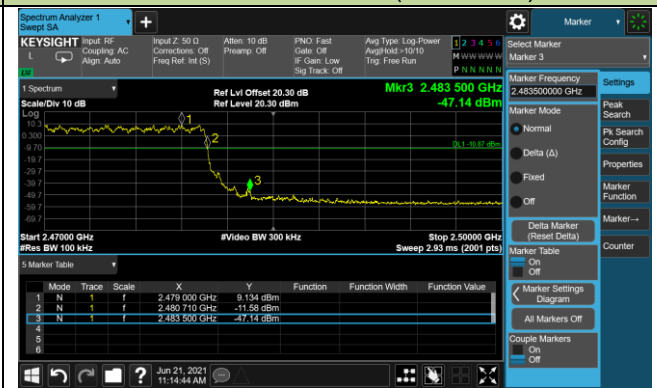 Spectrum Analyzer 1
Swept SA
+
Marker
KEYSIGHT
L
Input: RF
Coupling: AC
Align: Auto
Input Z: 50 Ω
Corrections: Off
Freq Ref: Int (S)
Atten: 10 dB
Preamp: Off
PNO: Fast
Gate: Off
IF Gain: Low
Sig Track: Off
Avg Type: Log-Power
Avg|Hold:>10/10
Trig: Free Run
1 2 3 4 5 6
M W W W W W
P N N N N N
Select Marker
Marker 3
1 Spectrum
Scale/Div 10 dB
Log
Ref Lvl Offset 20.30 dB
Ref Level 20.30 dBm
Mkr3 2.483 500 GHz
-47.14 dBm
10.3
0.300
-9.70
-19.7
-29.7
-39.7
-49.7
-59.7
-69.7
1
2
3
DL1 -10.87 dBm
Start 2.47000 GHz
#Res BW 100 kHz
#Video BW 300 kHz
Stop 2.50000 GHz
Sweep 2.93 ms (2001 pts)
5 Marker Table
Mode Trace Scale X Y Function Function Width Function Value
1 N 1 f 2.479 000 GHz 9.134 dBm
2 N 1 f 2.480 710 GHz -11.58 dBm
3 N 1 f 2.483 500 GHz -47.14 dBm
4
5
6
Marker Frequency
2.483500000 GHz
Marker Mode
Normal
Delta (Δ)
Fixed
Off
Delta Marker
(Reset Delta)
Marker Table
On
Off
Marker Settings
Diagram
All Markers Off
Couple Markers
On
Off
Settings
Peak
Search
Pk Search
Config
Properties
Marker
Function
Marker→
Counter
?
Jun 21, 2021
11:14:44 AM